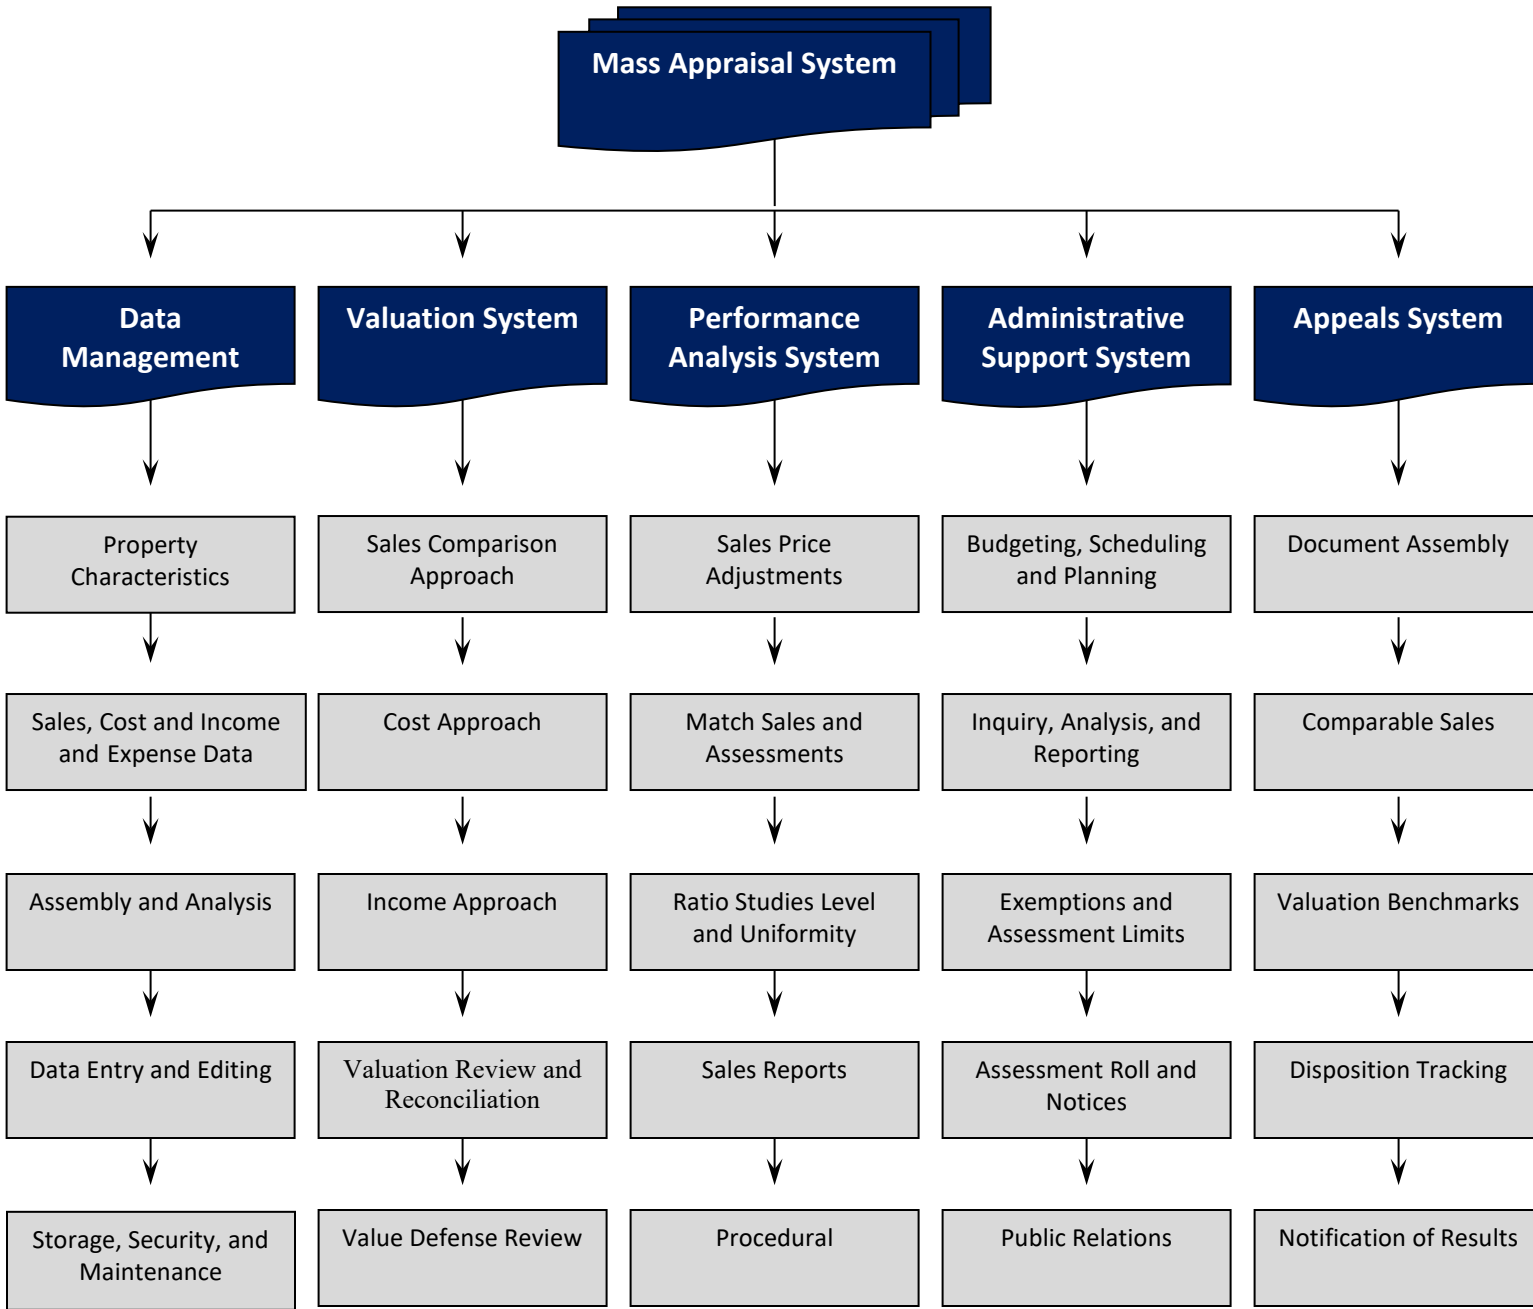 Mass Appraisal System
Data
Management
Valuation System
Performance
Analysis System
Administrative
Support System
Appeals System
Property
Characteristics
Sales Comparison
Approach
Sales Price
Adjustments
Budgeting, Scheduling
and Planning
Document Assembly
Sales, Cost and Income
and Expense Data
Cost Approach
Match Sales and
Assessments
Inquiry, Analysis, and
Reporting
Comparable Sales
Assembly and Analysis
Income Approach
Ratio Studies Level
and Uniformity
Exemptions and
Assessment Limits
Valuation Benchmarks
Data Entry and Editing
Valuation Review and
Reconciliation
Sales Reports
Assessment Roll and
Notices
Disposition Tracking
Storage, Security, and
Maintenance
Value Defense Review
Procedural
Public Relations
Notification of Results